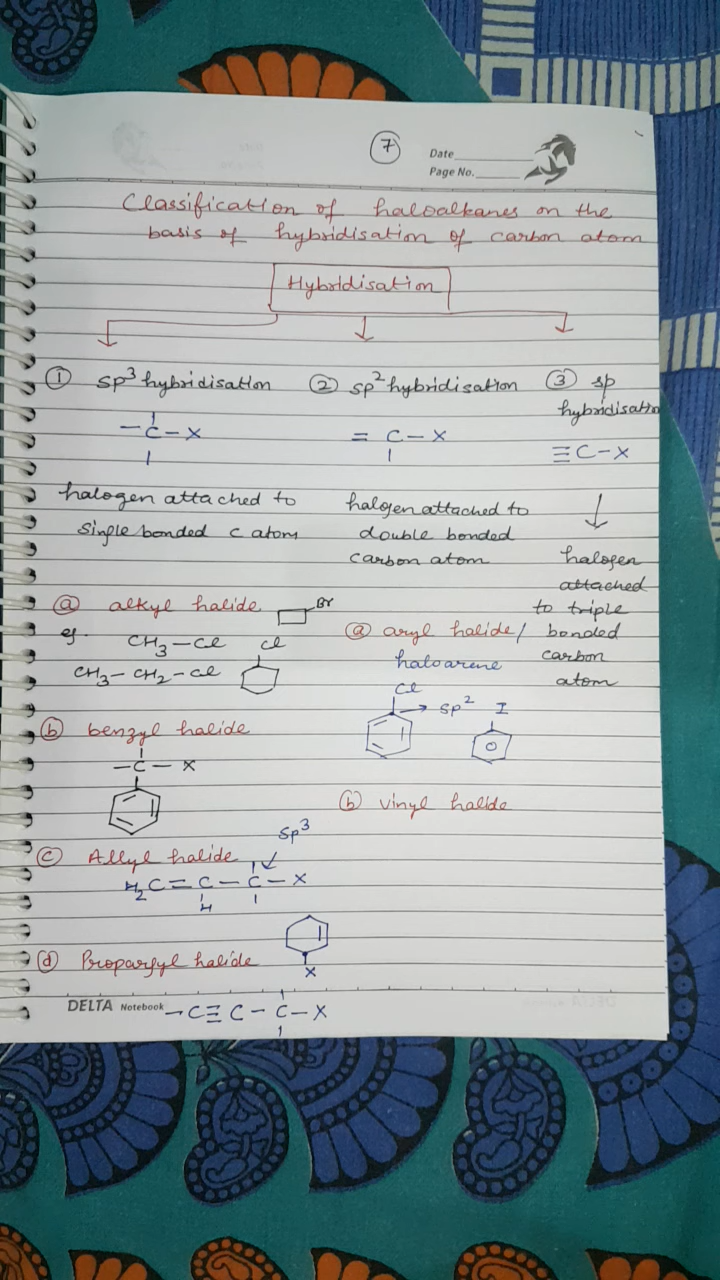 7
Date
Page No.
Classification of haloalkanes on the
basis of hybridisation of carbon atom
Hybridisation
① sp³ hybridisation
-C-X
halogen attached to
single bonded c atom
ⓐ alkyl halide
Br
eg. CH₃-Cl
Cl
CH₃-CH₂-Cl
ⓑ benzyl halide
-C-X
ⓒ Allyl halide
sp³
H₂C=C-C-X
H
ⓓ Propargyl halide
X
-C≡C-C-X
② sp² hybridisation
=C-X
halogen attached to
double bonded
carbon atom
ⓐ aryl halide/
haloarene
Cl
→ sp²
I
ⓑ vinyl halide
③ sp
hybridisatio
≡C-X
halogen
attached
to triple
bonded
carbon
atom
DELTA Notebook